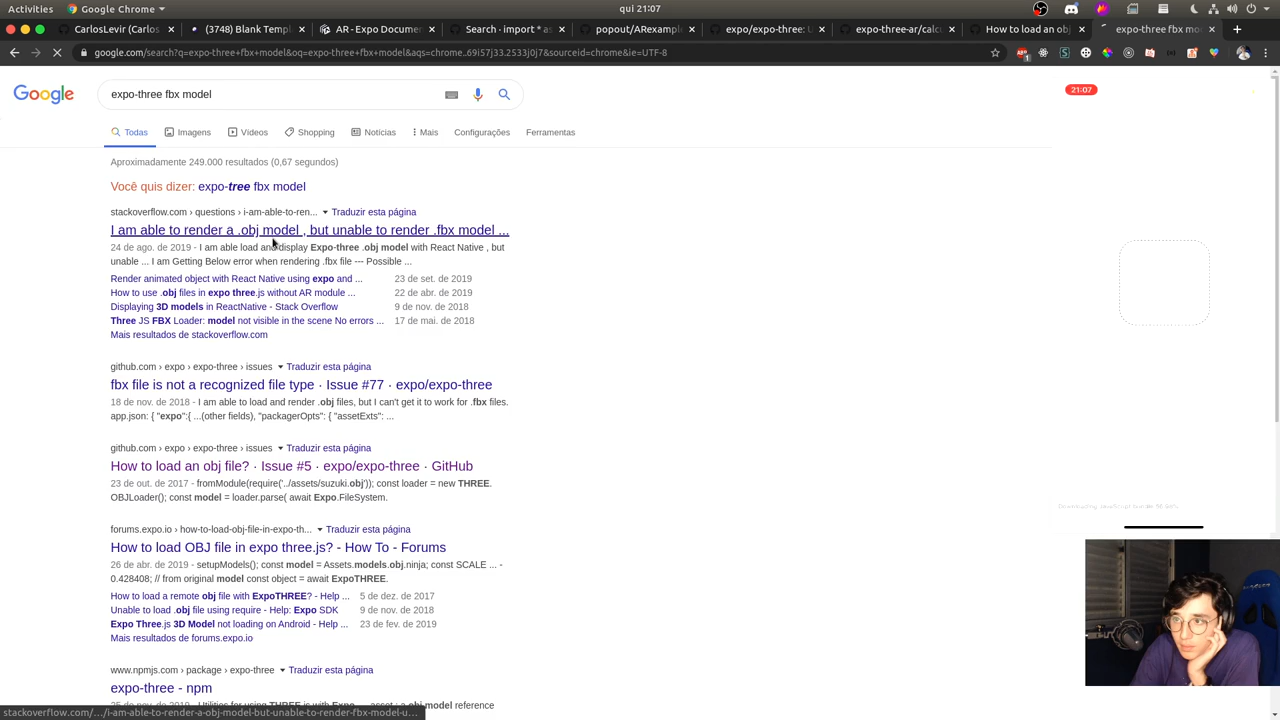 Activities
Google Chrome
qui 21:07
CarlosLevir (
(3748) Blank Templ
AR - Expo Documen
Search · import * as
popout/ARexample
expo/expo-three: U
expo-three-ar/calcu
How to load an obj
expo-three fbx mod
google.com/search?q=expo-three+fbx+model&oq=expo-three+fbx+model&aqs=chrome..69i57j33.2533j0j7&sourceid=chrome&ie=UTF-8
Google
expo-three fbx model
21:07
Todas
Imagens
Vídeos
Shopping
Notícias
Mais
Configurações
Ferramentas
Aproximadamente 249.000 resultados (0,67 segundos)
Você quis dizer: expo-tree fbx model
stackoverflow.com › questions › i-am-able-to-ren... Traduzir esta página
I am able to render a .obj model , but unable to render .fbx model ...
24 de ago. de 2019 - I am able load and display Expo-three .obj model with React Native , but
unable ... I am Getting Below error when rendering .fbx file --- Possible ...
Render animated object with React Native using expo and ... 23 de set. de 2019
How to use .obj files in expo three.js without AR module ... 22 de abr. de 2019
Displaying 3D models in ReactNative - Stack Overflow 9 de nov. de 2018
Three JS FBX Loader: model not visible in the scene No errors ... 17 de mai. de 2018
Mais resultados de stackoverflow.com
github.com › expo › expo-three › issues Traduzir esta página
fbx file is not a recognized file type · Issue #77 · expo/expo-three
18 de nov. de 2018 - I am able to load and render .obj files, but I can't get it to work for .fbx files.
app.json: { "expo":{ ...(other fields), "packagerOpts": { "assetExts": ...
github.com › expo › expo-three › issues Traduzir esta página
How to load an obj file? · Issue #5 · expo/expo-three · GitHub
23 de out. de 2017 - fromModule(require('../assets/suzuki.obj')); const loader = new THREE.
OBJLoader(); const model = loader.parse( await Expo.FileSystem.
forums.expo.io › how-to-load-obj-file-in-expo-th... Traduzir esta página
How to load OBJ file in expo three.js? - How To - Forums
26 de abr. de 2019 - setupModels(); const model = Assets.models.obj.ninja; const SCALE ... -
0.428408; // from original model const object = await ExpoTHREE.
How to load a remote obj file with ExpoTHREE? - Help ... 5 de dez. de 2017
Unable to load .obj file using require - Help: Expo SDK 9 de nov. de 2018
Expo Three.js 3D Model not loading on Android - Help ... 23 de fev. de 2019
Mais resultados de forums.expo.io
www.npmjs.com › package › expo-three Traduzir esta página
expo-three - npm
stackoverflow.com/.../i-am-able-to-render-a-obj-model-but-unable-to-render-fbx-model-u...